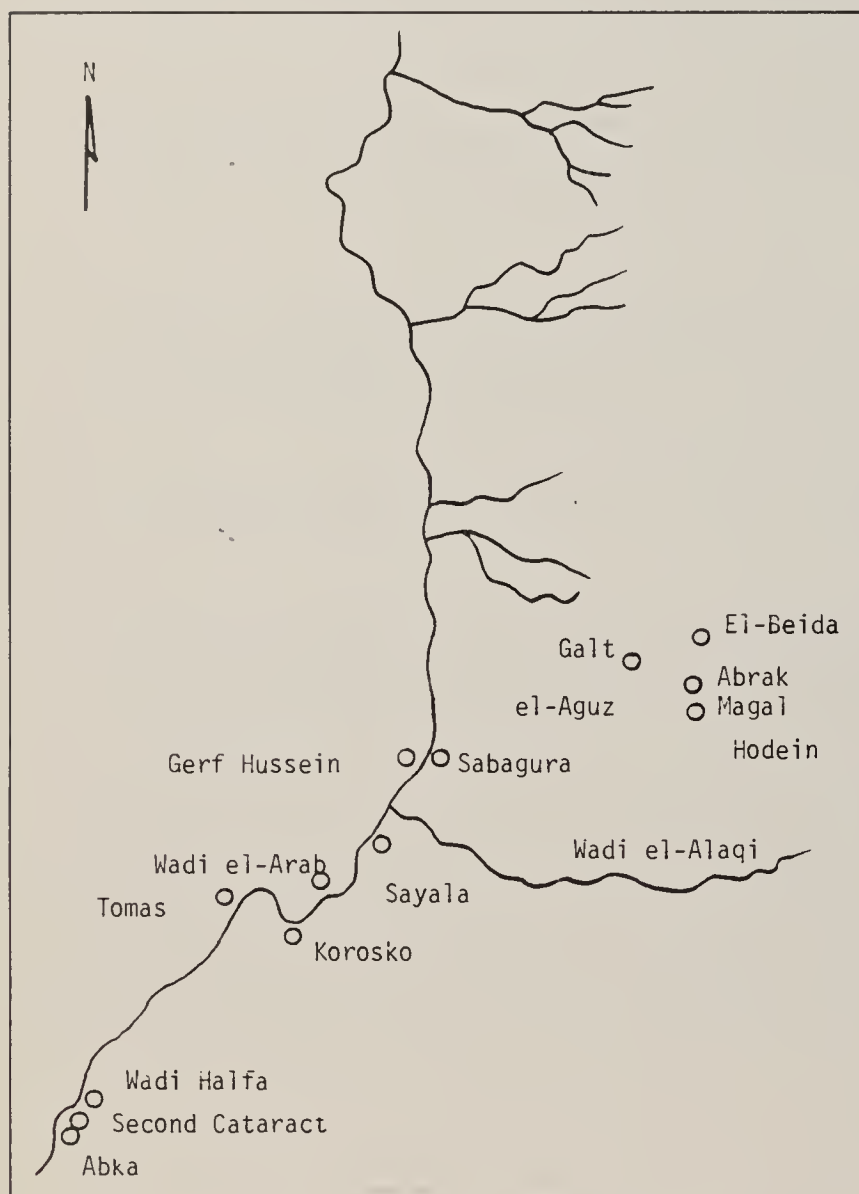 N
El-Beida
Galt
Abrak
el-Aguz
Magal
Hodein
Gerf Hussein
Sabagura
Wadi el-Arab
Wadi el-Alaqi
Tomas
Sayala
Korosko
Wadi Halfa
Second Cataract
Abka